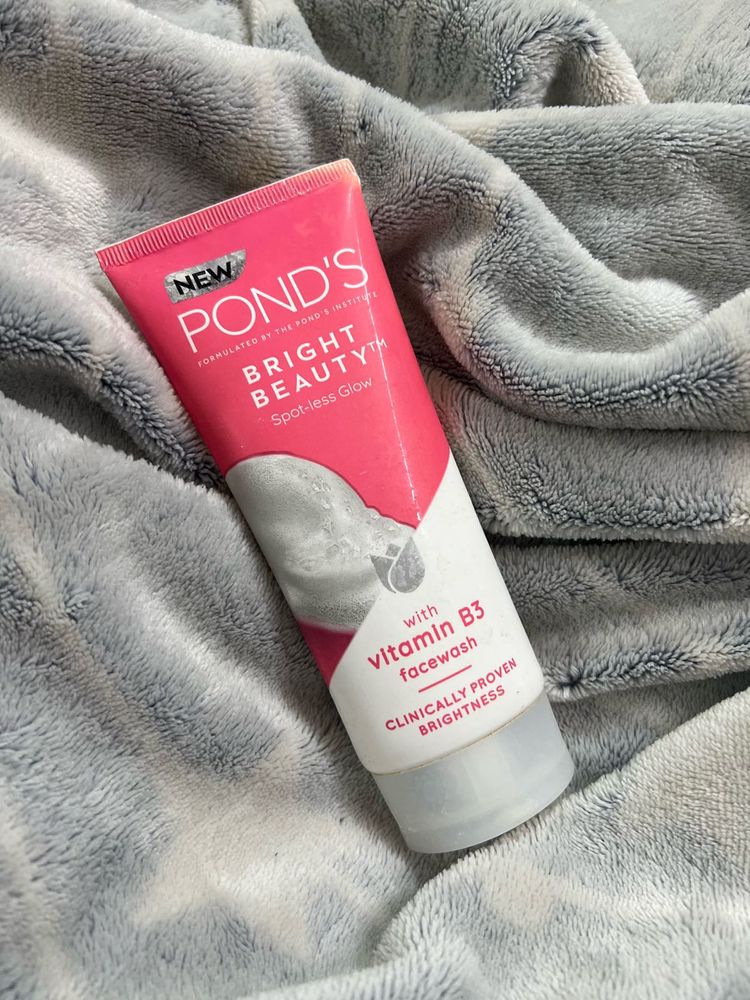 NEW
POND'S
FORMULATED BY THE POND'S INSTITUTE
BRIGHT
BEAUTY™
Spot-less Glow
with
vitamin B3
facewash
CLINICALLY PROVEN
BRIGHTNESS